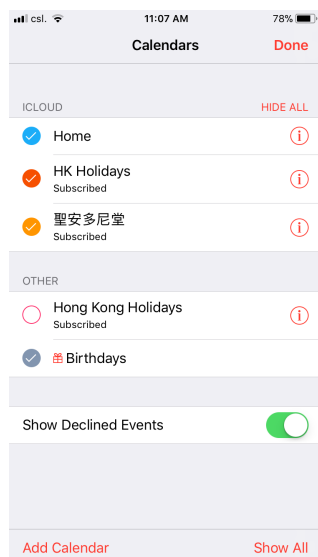 csl. 11:07 AM 78%
Calendars Done
ICLOUD HIDE ALL
Home
HK Holidays
Subscribed
聖安多尼堂
Subscribed
OTHER
Hong Kong Holidays
Subscribed
Birthdays
Show Declined Events
Add Calendar Show All